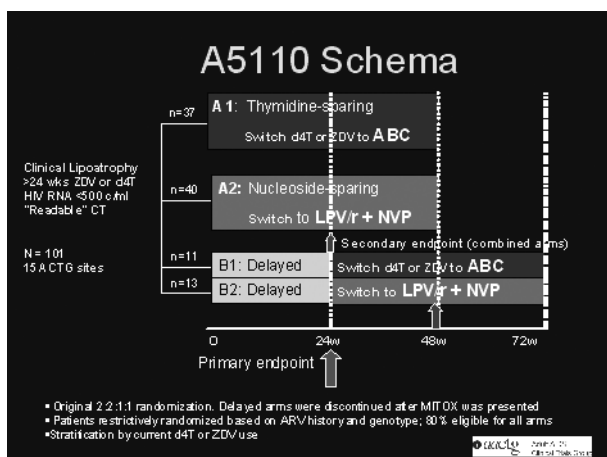 A5110 Schema
n=37
A1: Thymidine-sparing
Switch d4T or ZDV to ABC
Clinical Lipoatrophy
>24 wks ZDV or d4T
HIV RNA <500 c/ml
"Readable" CT
n=40
A2: Nucleoside-sparing
Switch to LPV/r + NVP
Secondary endpoint (combined arms)
N = 101
15 ACTG sites
n=11
B1: Delayed
Switch d4T or ZDV to ABC
n=13
B2: Delayed
Switch to LPV/r + NVP
0
24w
48w
72w
Primary endpoint
▪ Original 2:2:1:1 randomization. Delayed arms were discontinued after MITOX was presented
▪ Patients restrictively randomized based on ARV history and genotype; 80% eligible for all arms
▪Stratification by current d4T or ZDV use
Clinical Trials Group